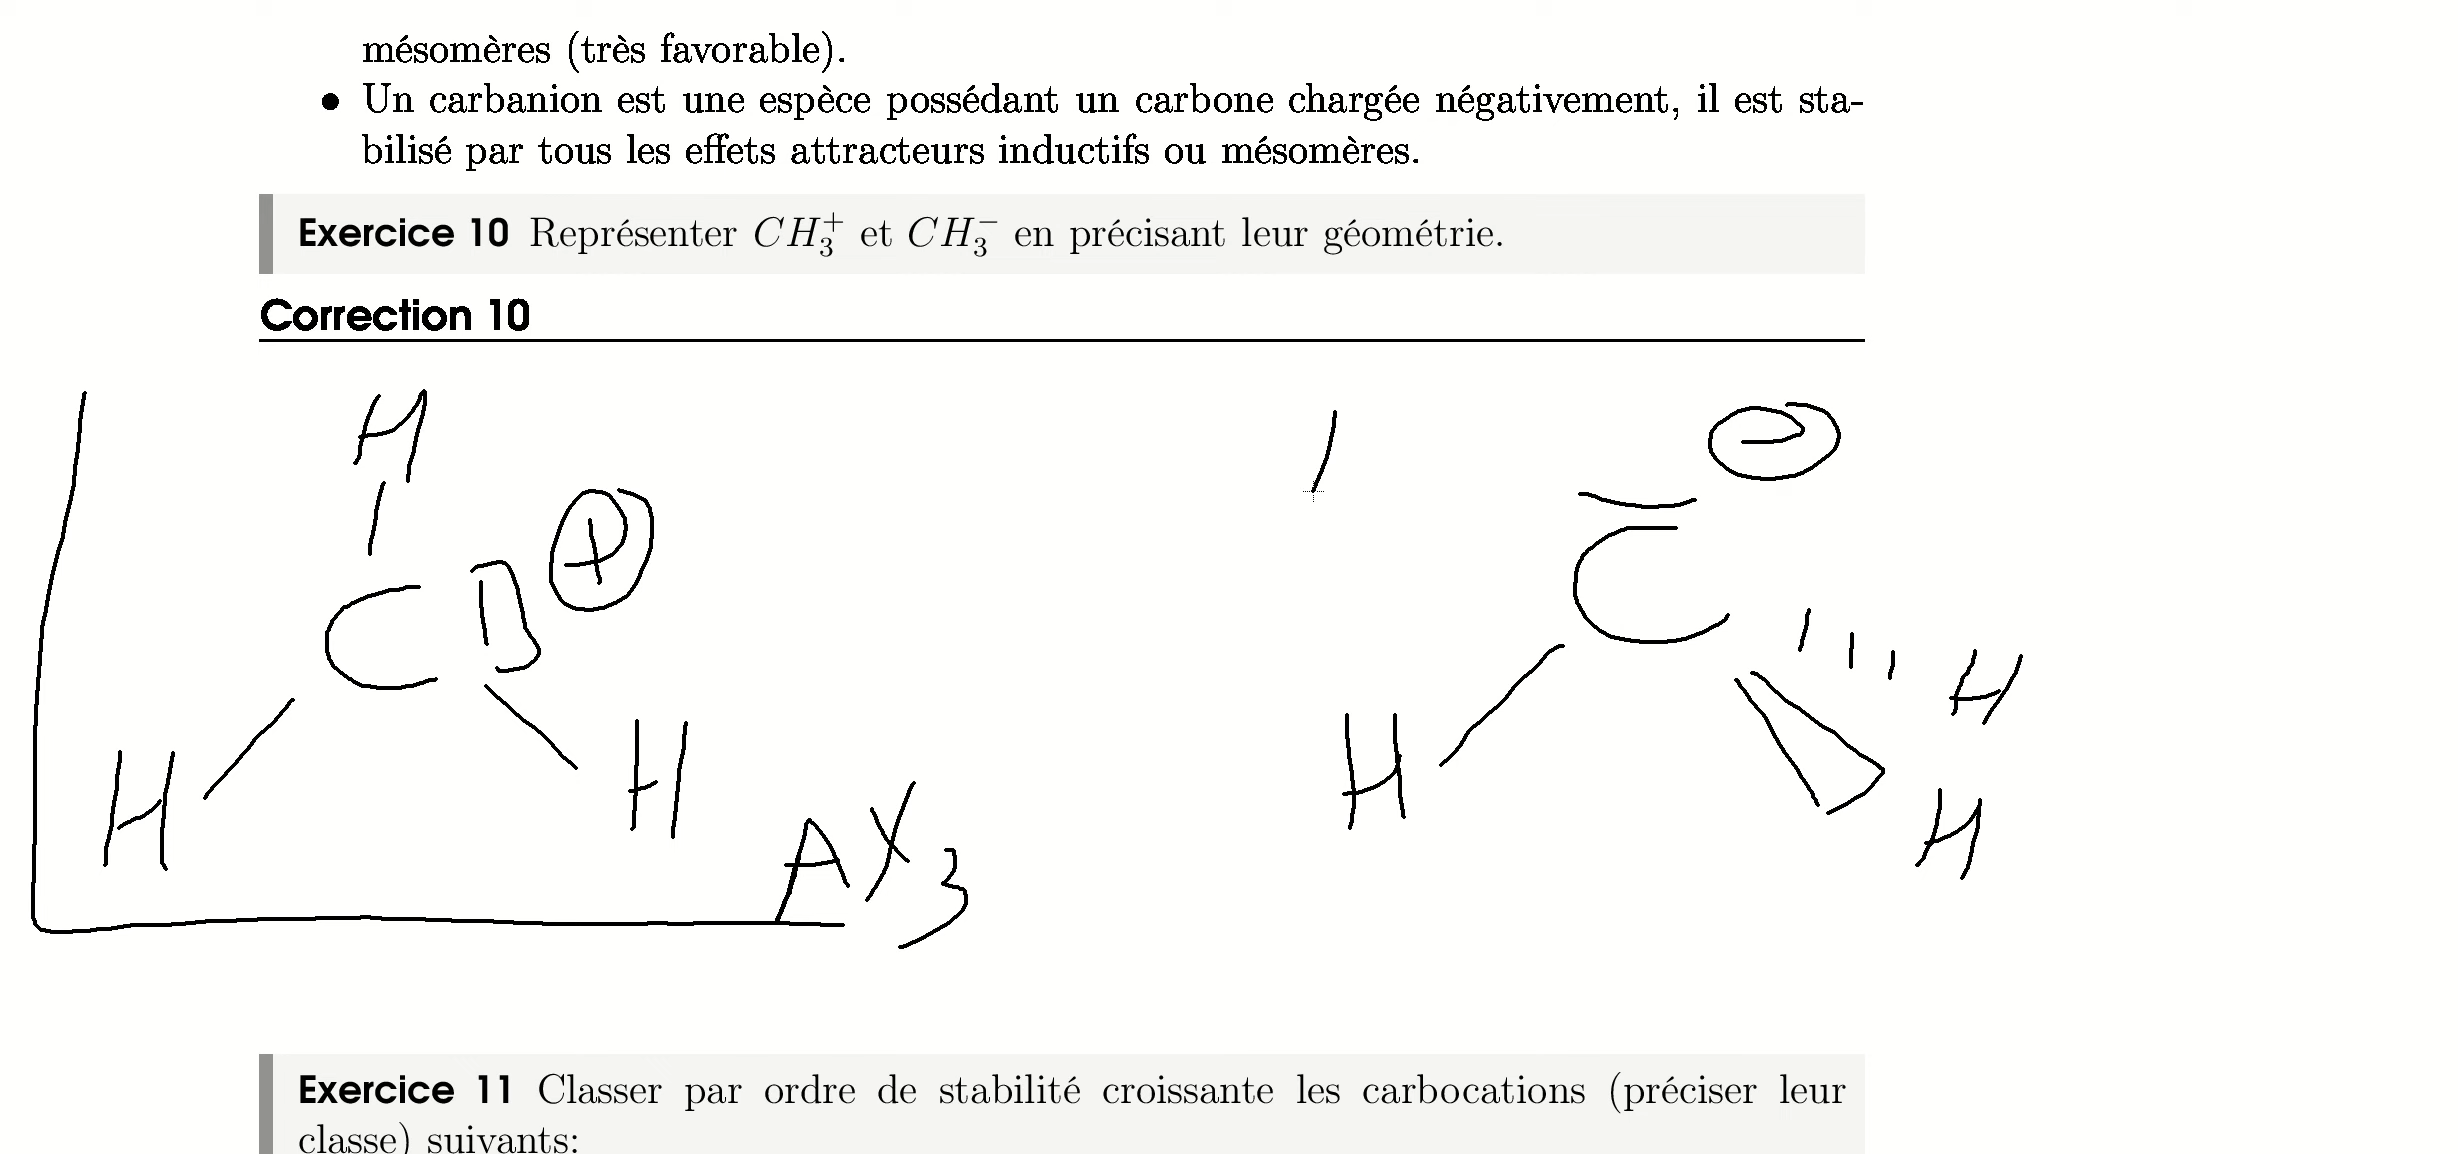 mésomères (très favorable).
• Un carbanion est une espèce possédant un carbone chargée négativement, il est sta-
bilisé par tous les effets attracteurs inductifs ou mésomères.
Exercice 10 Représenter CH₃⁺ et CH₃⁻ en précisant leur géométrie.
Correction 10
H
C +
H H
AX₃
−
C
H H
H
Exercice 11 Classer par ordre de stabilité croissante les carbocations (préciser leur
classe) suivants: